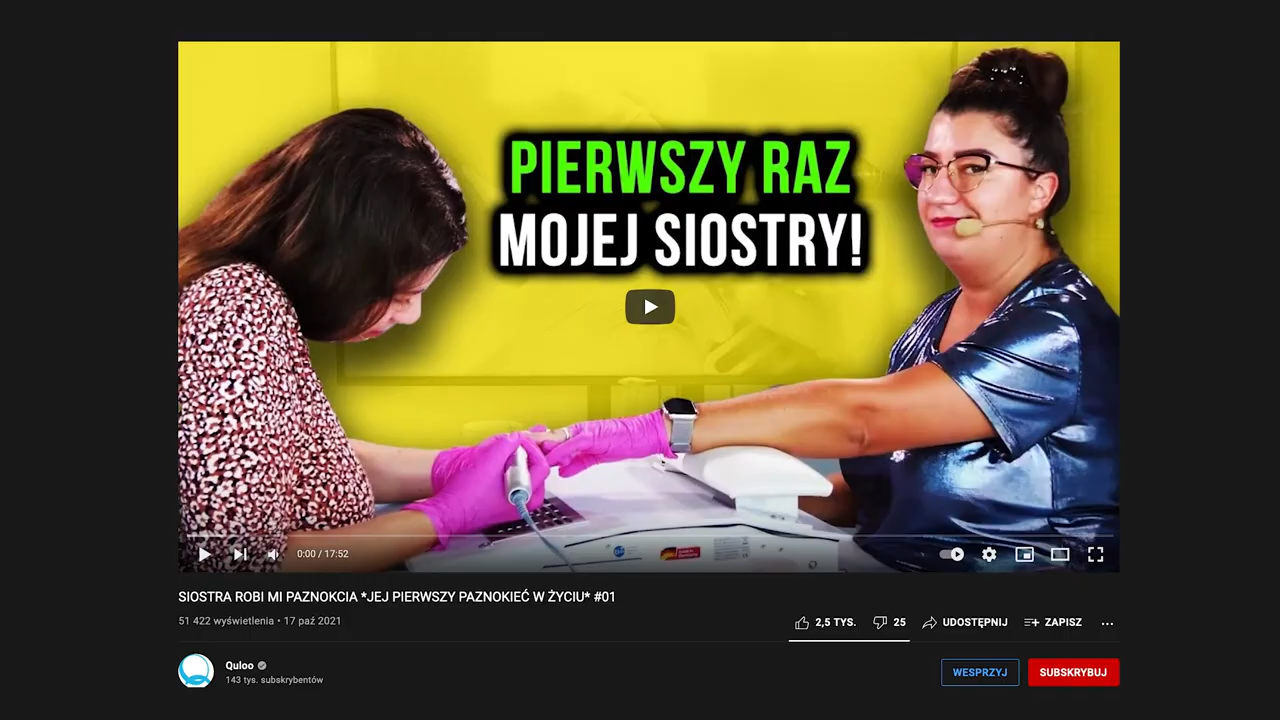 PIERWSZY RAZ
MOJEJ SIOSTRY!
0:00 / 17:52
SIOSTRA ROBI MI PAZNOKCIA *JEJ PIERWSZY PAZNOKIEĆ W ŻYCIU* #01
51 422 wyświetlenia • 17 paź 2021
2,5 TYS. 25 UDOSTĘPNIJ ZAPISZ ...
Quloo
143 tys. subskrybentów
WESPRZYJ SUBSKRYBUJ